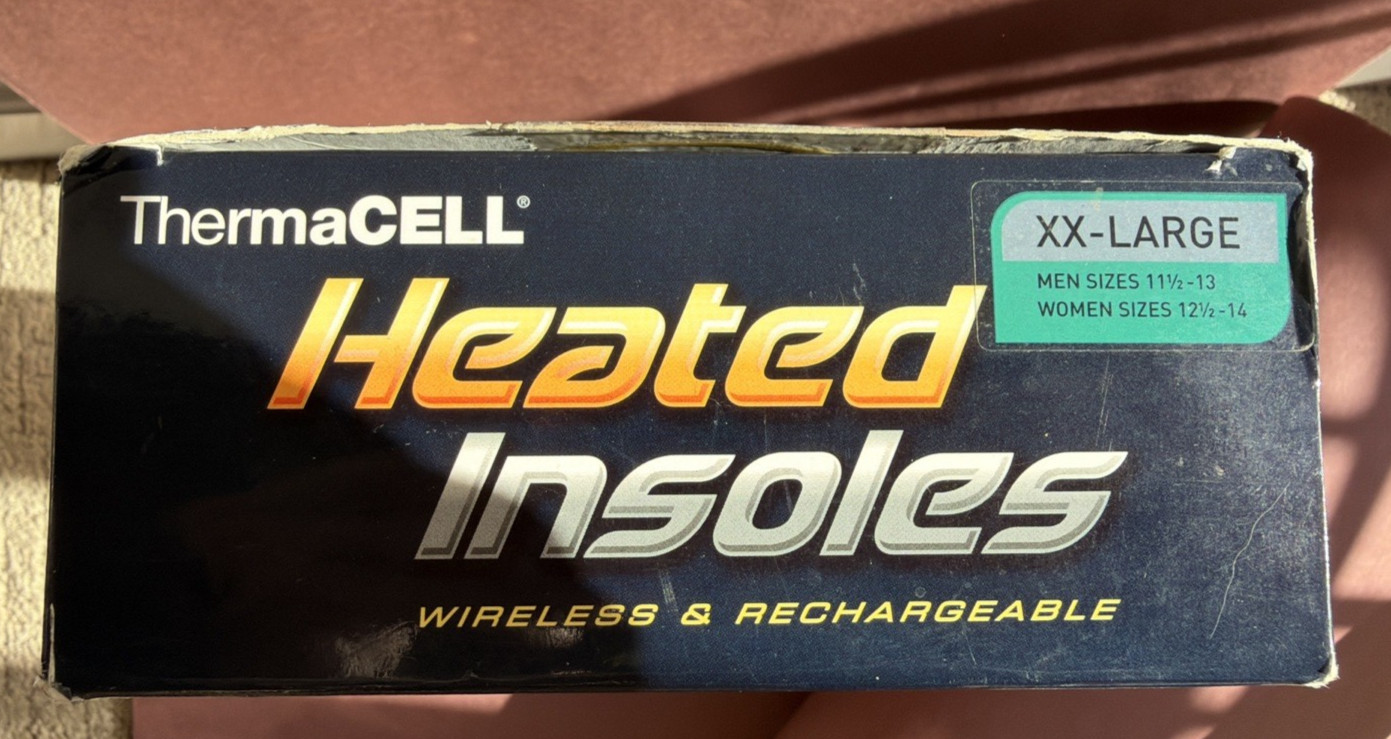 ThermaCELL®
XX-LARGE
MEN SIZES 11½-13
WOMEN SIZES 12½-14
Heated
Insoles
WIRELESS & RECHARGEABLE